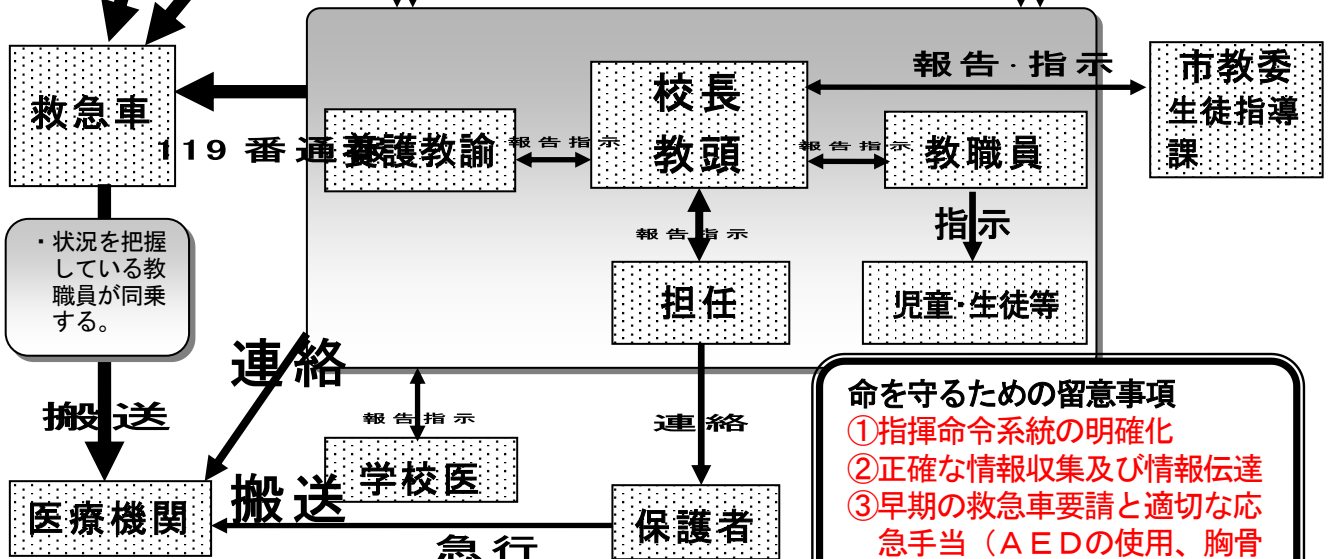 報告・指示
校長
教頭
市教委
生徒指導
課
救急車
119番通報
養護教諭
報告指示
報告指示
教職員
報告指示
指示
・状況を把握
している教
職員が同乗
する。
担任
児童・生徒等
連絡
搬送
報告指示
連絡
学校医
搬送
医療機関
保護者
急行
命を守るための留意事項
①指揮命令系統の明確化
②正確な情報収集及び情報伝達
③早期の救急車要請と適切な応
急手当（ＡＥＤの使用、胸骨